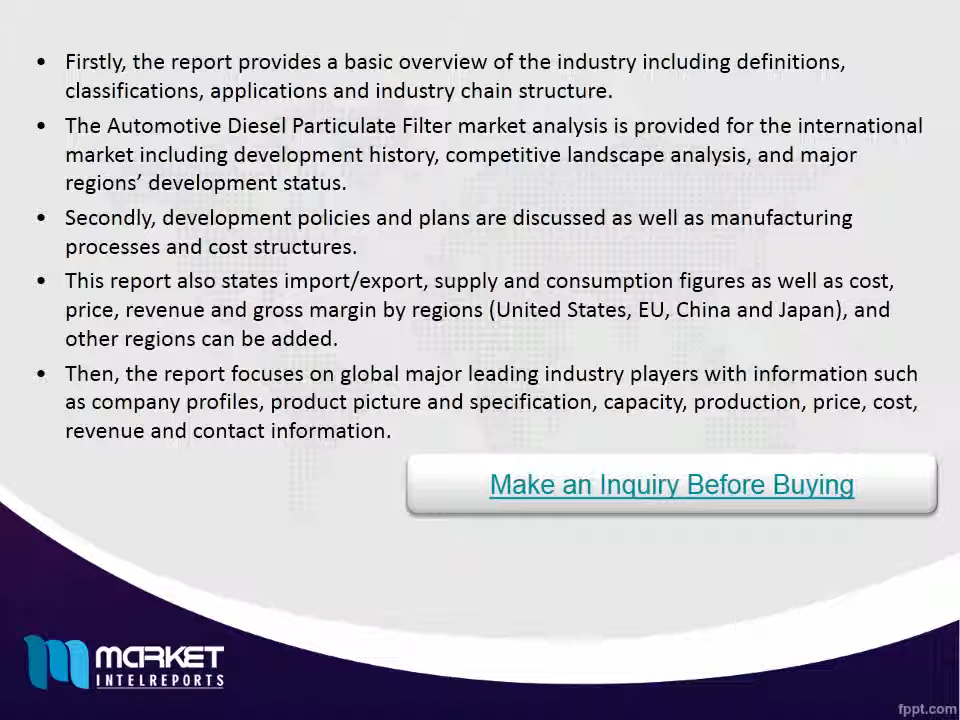 • Firstly, the report provides a basic overview of the industry including definitions,
classifications, applications and industry chain structure.
• The Automotive Diesel Particulate Filter market analysis is provided for the international
market including development history, competitive landscape analysis, and major
regions’ development status.
• Secondly, development policies and plans are discussed as well as manufacturing
processes and cost structures.
• This report also states import/export, supply and consumption figures as well as cost,
price, revenue and gross margin by regions (United States, EU, China and Japan), and
other regions can be added.
• Then, the report focuses on global major leading industry players with information such
as company profiles, product picture and specification, capacity, production, price, cost,
revenue and contact information.
Make an Inquiry Before Buying
MARKET
INTELREPORTS
fppt.com